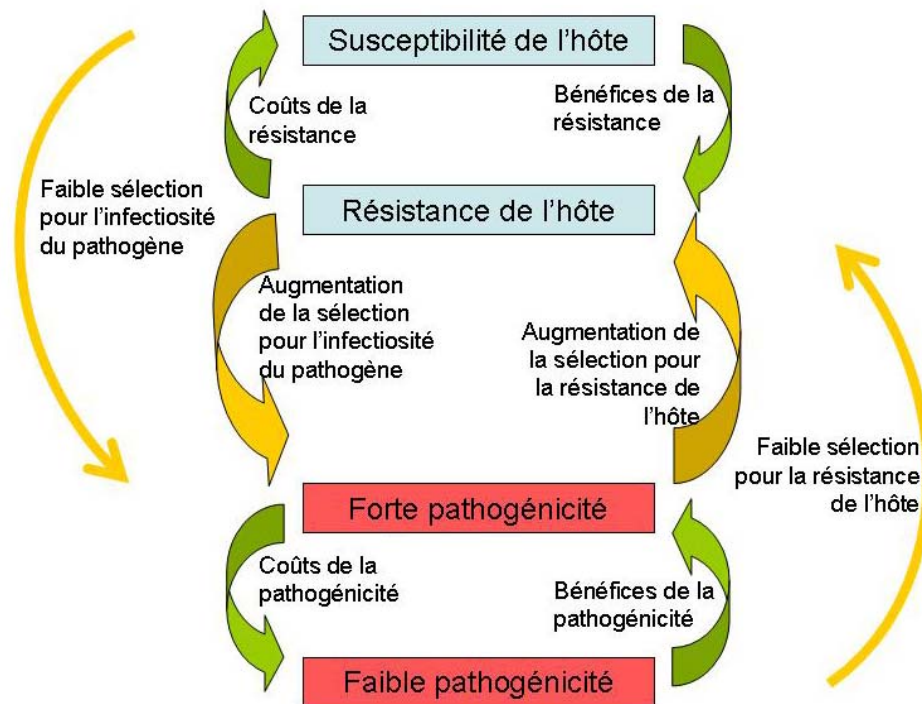 Susceptibilité de l'hôte
Coûts de la
résistance
Bénéfices de la
résistance
Faible sélection
pour l'infectiosité
du pathogène
Résistance de l'hôte
Augmentation
de la sélection
pour l'infectiosité
du pathogène
Augmentation de
la sélection pour
la résistance de
l'hôte
Faible sélection
pour la résistance
de l'hôte
Forte pathogénicité
Coûts de la
pathogénicité
Bénéfices de la
pathogénicité
Faible pathogénicité